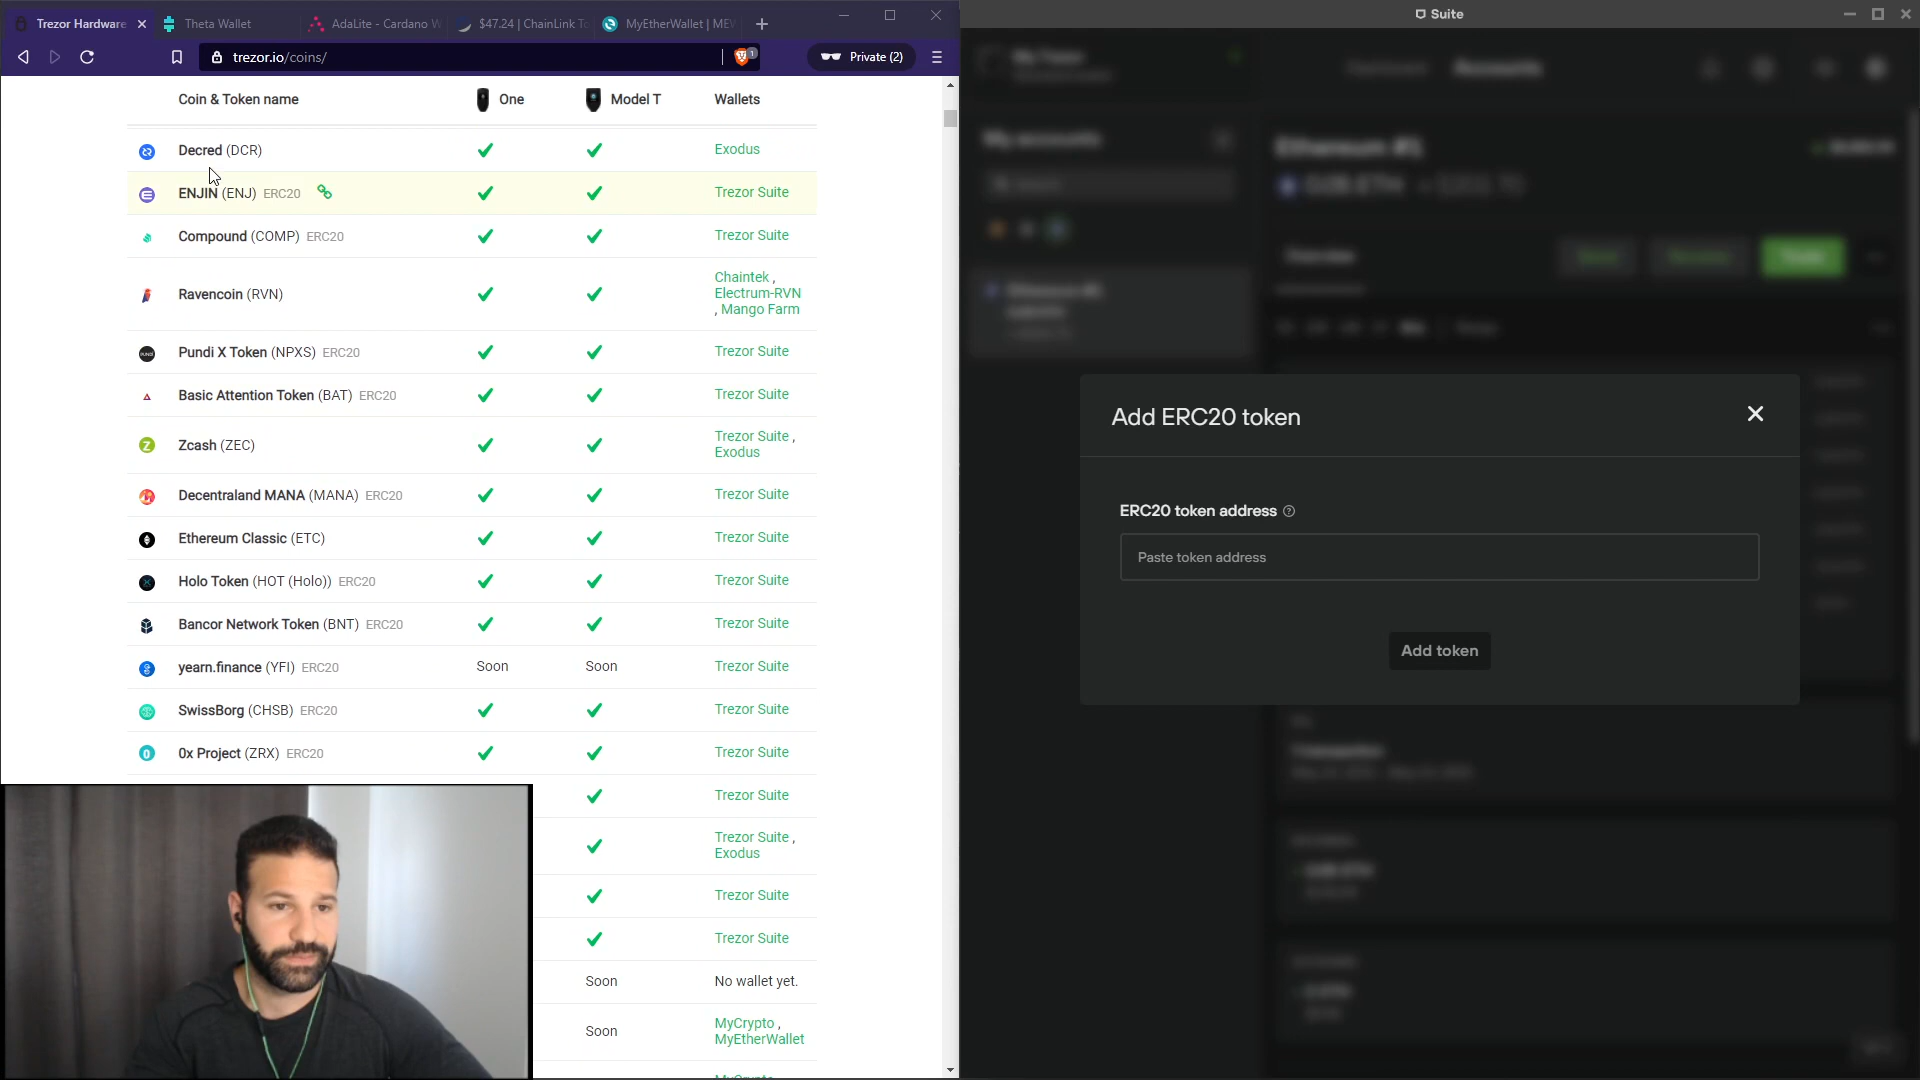 Trezor Hardware
Theta Wallet
AdaLite - Cardano W
$47.24 | ChainLink To
MyEtherWallet | MEW
trezor.io/coins/
1
Private (2)
Coin & Token name
One
Model T
Wallets
Decred (DCR)
Exodus
ENJIN (ENJ) ERC20
Trezor Suite
Compound (COMP) ERC20
Trezor Suite
Ravencoin (RVN)
Chaintek ,
Electrum-RVN
, Mango Farm
Pundi X Token (NPXS) ERC20
Trezor Suite
Basic Attention Token (BAT) ERC20
Trezor Suite
Zcash (ZEC)
Trezor Suite ,
Exodus
Decentraland MANA (MANA) ERC20
Trezor Suite
Ethereum Classic (ETC)
Trezor Suite
Holo Token (HOT (Holo)) ERC20
Trezor Suite
Bancor Network Token (BNT) ERC20
Trezor Suite
yearn.finance (YFI) ERC20
Soon
Soon
Trezor Suite
SwissBorg (CHSB) ERC20
Trezor Suite
0x Project (ZRX) ERC20
Trezor Suite
Trezor Suite
Trezor Suite ,
Exodus
Trezor Suite
Trezor Suite
Soon
No wallet yet.
Soon
MyCrypto ,
MyEtherWallet
Suite
Accounts
My accounts
Ethereum #1
Overview
Add ERC20 token
ERC20 token address
Paste token address
Add token